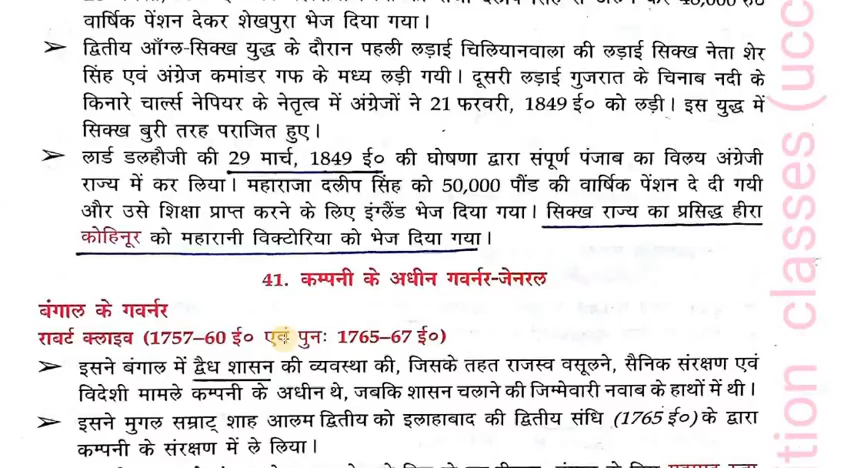 वार्षिक पेंशन देकर शेखपुरा भेज दिया गया।
➢ द्वितीय आँग्ल-सिक्ख युद्ध के दौरान पहली लड़ाई चिलियानवाला की लड़ाई सिक्ख नेता शेर
सिंह एवं अंग्रेज कमांडर गफ के मध्य लड़ी गयी। दूसरी लड़ाई गुजरात के चिनाब नदी के
किनारे चार्ल्स नेपियर के नेतृत्व में अंग्रेजों ने 21 फरवरी, 1849 ई० को लड़ी। इस युद्ध में
सिक्ख बुरी तरह पराजित हुए।
➢ लार्ड डलहौजी की 29 मार्च, 1849 ई० की घोषणा द्वारा संपूर्ण पंजाब का विलय अंग्रेजी
राज्य में कर लिया। महाराजा दलीप सिंह को 50,000 पौंड की वार्षिक पेंशन दे दी गयी
और उसे शिक्षा प्राप्त करने के लिए इंग्लैंड भेज दिया गया। सिक्ख राज्य का प्रसिद्ध हीरा
कोहिनूर को महारानी विक्टोरिया को भेज दिया गया।
41. कम्पनी के अधीन गवर्नर-जेनरल
बंगाल के गवर्नर
राबर्ट क्लाइव (1757–60 ई० एवं पुनः 1765–67 ई०)
➢ इसने बंगाल में द्वैध शासन की व्यवस्था की, जिसके तहत राजस्व वसूलने, सैनिक संरक्षण एवं
विदेशी मामले कम्पनी के अधीन थे, जबकि शासन चलाने की जिम्मेवारी नवाब के हाथों में थी।
➢ इसने मुगल सम्राट् शाह आलम द्वितीय को इलाहाबाद की द्वितीय संधि (1765 ई०) के द्वारा
कम्पनी के संरक्षण में ले लिया।
tion classes (ucc